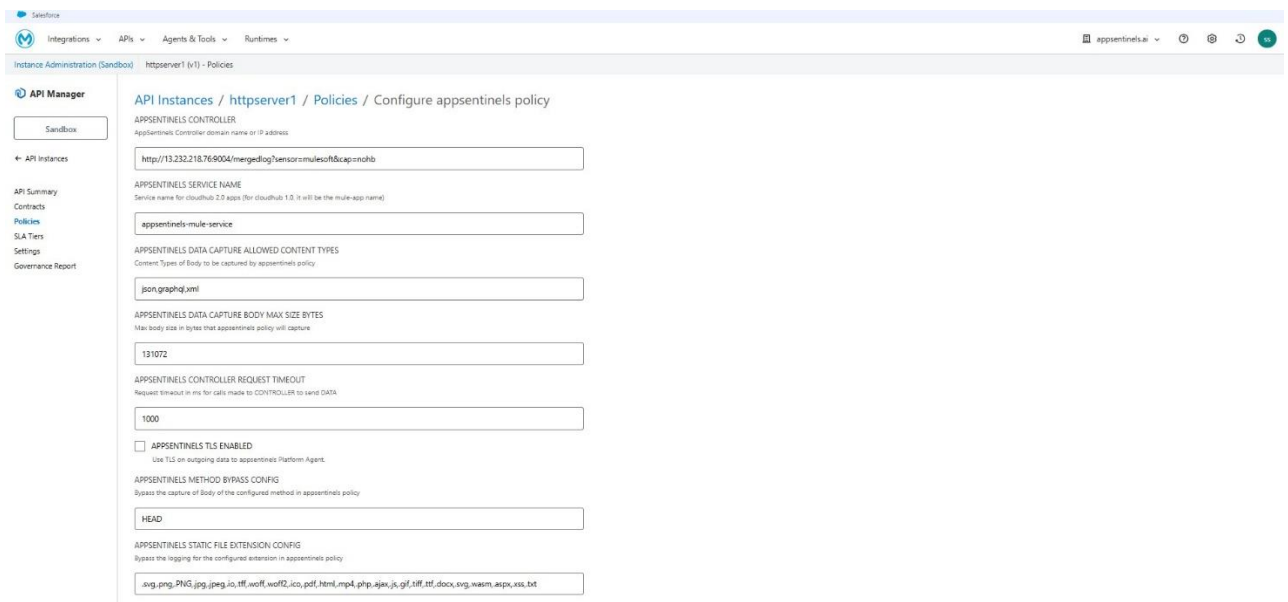 Salesforce
Integrations APIs Agents & Tools Runtimes appsentinels.ai ss
Instance Administration (Sandbox) httpserver1 (v1) - Policies
API Manager
Sandbox
← API Instances
API Summary
Contracts
Policies
SLA Tiers
Settings
Governance Report
API Instances / httpserver1 / Policies / Configure appsentinels policy
APPSENTINELS CONTROLLER
AppSentinels Controller domain name or IP address
http://13.232.218.76:9004/mergedlog?sensor=mulesoft&cap=nohb
APPSENTINELS SERVICE NAME
Service name for cloudhub 2.0 apps (for cloudhub 1.0, it will be the mule-app name)
appsentinels-mule-service
APPSENTINELS DATA CAPTURE ALLOWED CONTENT TYPES
Content Types of Body to be captured by appsentinels policy
json,graphql,xml
APPSENTINELS DATA CAPTURE BODY MAX SIZE BYTES
Max body size in bytes that appsentinels policy will capture
131072
APPSENTINELS CONTROLLER REQUEST TIMEOUT
Request timeout in ms for calls made to CONTROLLER to send DATA
1000
APPSENTINELS TLS ENABLED
Use TLS on outgoing data to appsentinels Platform Agent.
APPSENTINELS METHOD BYPASS CONFIG
Bypass the capture of Body of the configured method in appsentinels policy
HEAD
APPSENTINELS STATIC FILE EXTENSION CONFIG
Bypass the logging for the configured extension in appsentinels policy
.svg,.png,.PNG,.jpg,.jpeg,.io,.tff,.woff,.woff2,.ico,.pdf,.html,.mp4,.php,.ajax,.js,.gif,.tiff,.ttf,.docx,.svg,.wasm,.aspx,.xss,.txt